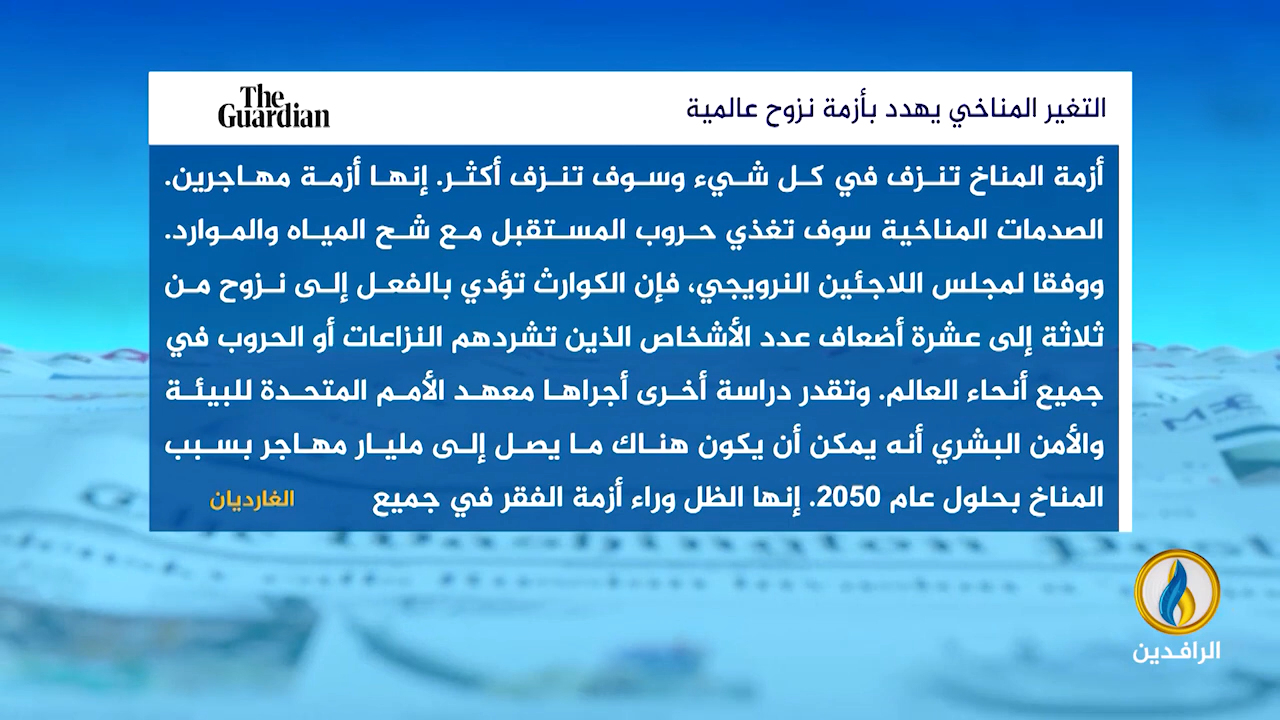 The
Guardian
التغير المناخي يهدد بأزمة نزوح عالمية
أزمة المناخ تنزف في كل شيء وسوف تنزف أكثر. إنها أزمة مهاجرين.
الصدمات المناخية سوف تغذي حروب المستقبل مع شح المياه والموارد.
ووفقا لمجلس اللاجئين النرويجي، فإن الكوارث تؤدي بالفعل إلى نزوح من
ثلاثة إلى عشرة أضعاف عدد الأشخاص الذين تشردهم النزاعات أو الحروب في
جميع أنحاء العالم. وتقدر دراسة أخرى أجراها معهد الأمم المتحدة للبيئة
والأمن البشري أنه يمكن أن يكون هناك ما يصل إلى مليار مهاجر بسبب
المناخ بحلول عام 2050. إنها الظل وراء أزمة الفقر في جميع
الغارديان
الرافدين